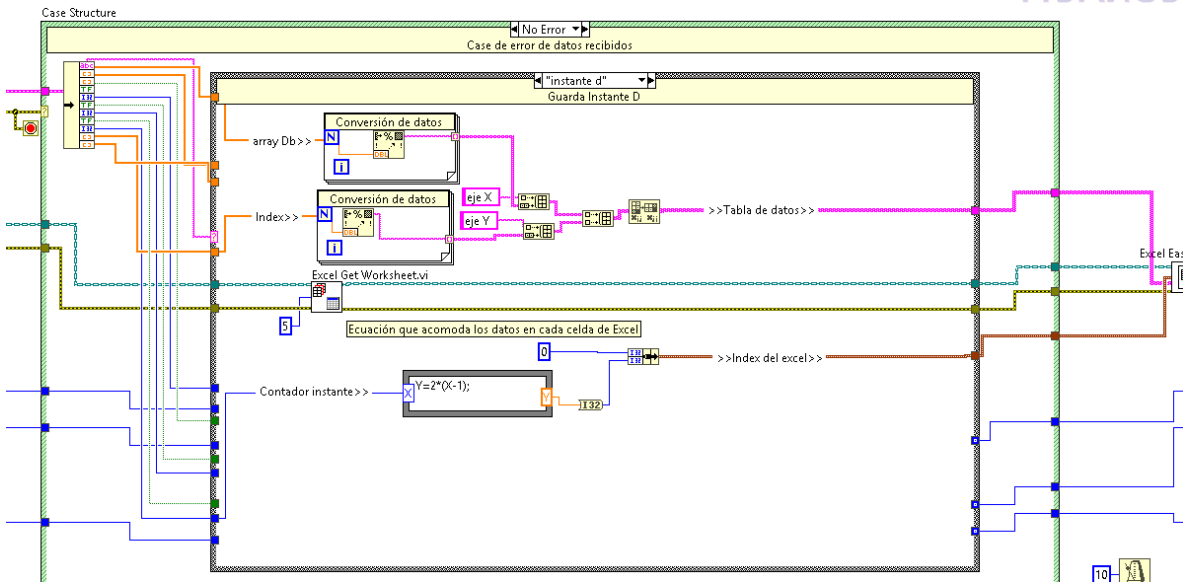 Case Structure
No Error
Case de error de datos recibidos
"instante d"
Guarda Instante D
abc
TF
TF
TF
Conversión de datos
N
array Db>>
DBL
i
Conversión de datos
eje X
N
Index>>
eje Y
>>Tabla de datos>>
DBL
i
Excel Eas
Excel Get Worksheet.vi
5
Ecuación que acomoda los datos en cada celda de Excel
0
>>Index del excel>>
Contador instante>>
X
Y=2*(X-1);
Y
I32
10